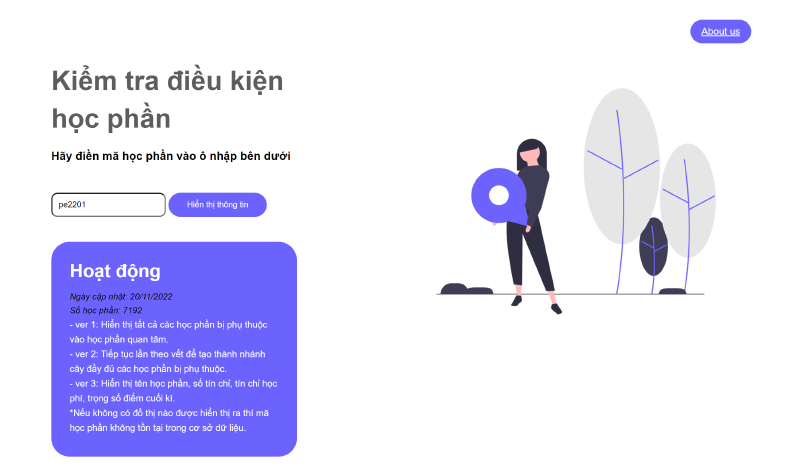 About us
Kiểm tra điều kiện
học phần
Hãy điền mã học phần vào ô nhập bên dưới
pe2201
Hiển thị thông tin
Hoạt động
Ngày cập nhật: 20/11/2022
Số học phần: 7192
- ver 1: Hiển thị tất cả các học phần bị phụ thuộc
vào học phần quan tâm.
- ver 2: Tiếp tục lần theo vết để tạo thành nhánh
cây đầy đủ các học phần bị phụ thuộc.
- ver 3: Hiển thị tên học phần, số tín chỉ, tín chỉ học
phí, trọng số điểm cuối kì.
*Nếu không có đồ thị nào được hiển thị ra thì mã
học phần không tồn tại trong cơ sở dữ liệu.